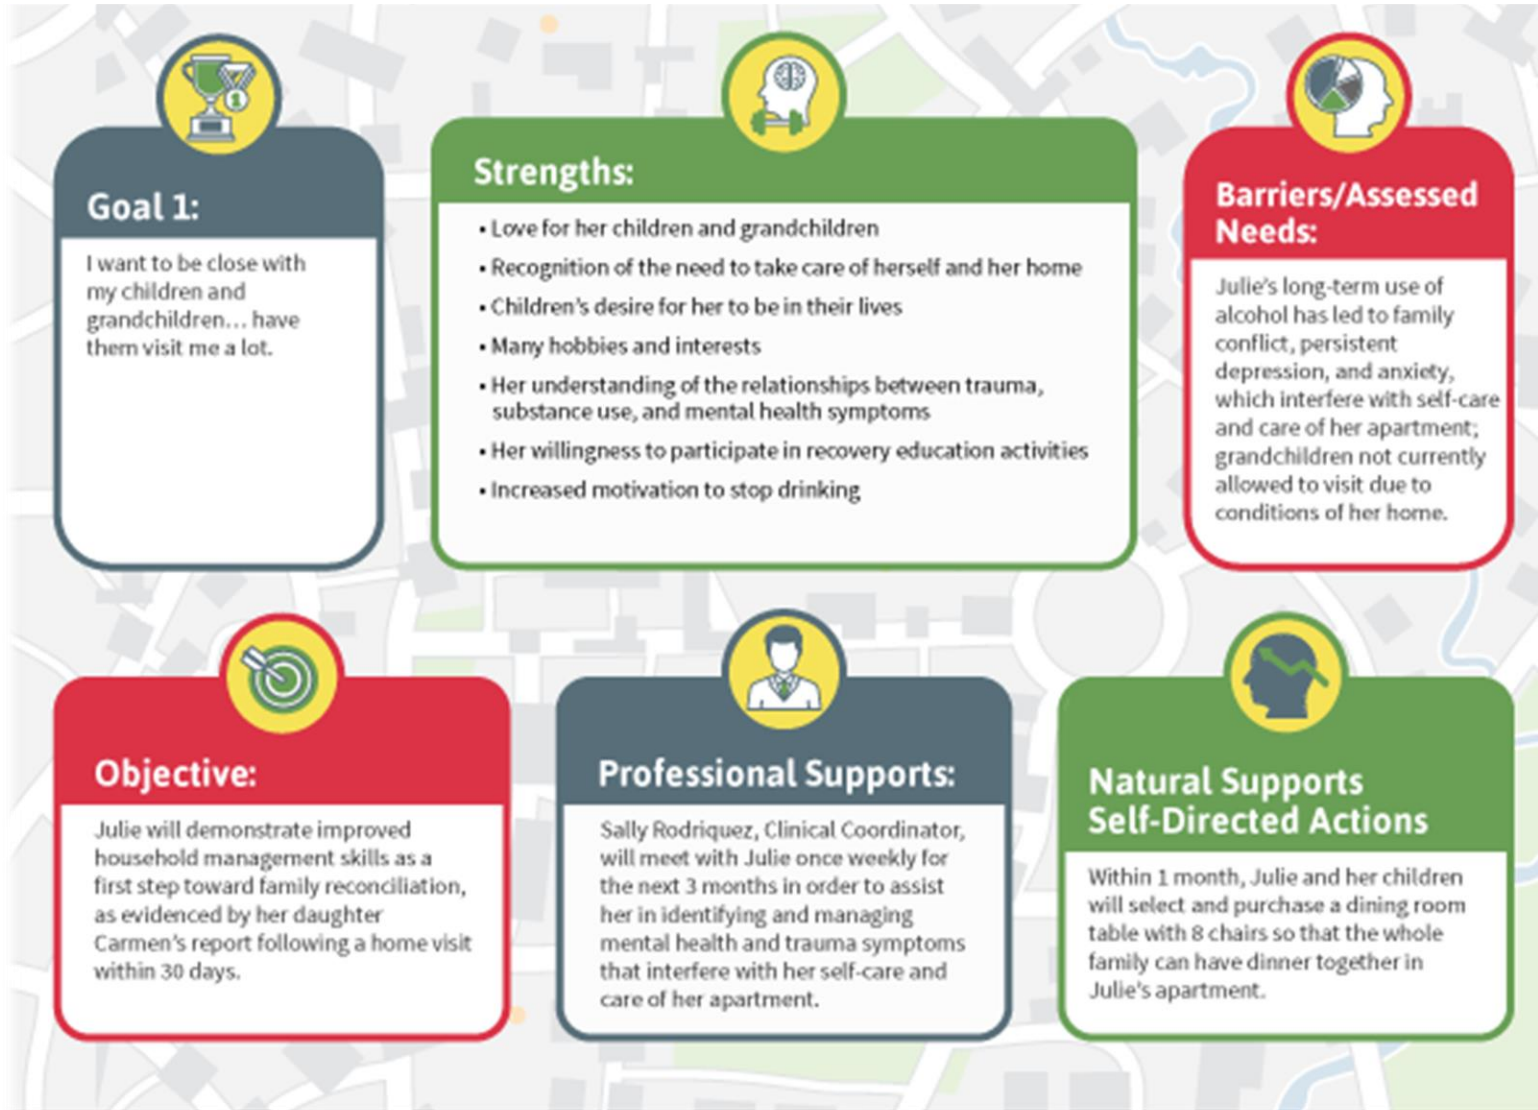 1
Goal 1:
I want to be close with
my children and
grandchildren... have
them visit me a lot.
Strengths:
• Love for her children and grandchildren
• Recognition of the need to take care of herself and her home
• Children's desire for her to be in their lives
• Many hobbies and interests
• Her understanding of the relationships between trauma,
substance use, and mental health symptoms
• Her willingness to participate in recovery education activities
• Increased motivation to stop drinking
Barriers/Assessed
Needs:
Julie's long-term use of
alcohol has led to family
conflict, persistent
depression, and anxiety,
which interfere with self-care
and care of her apartment;
grandchildren not currently
allowed to visit due to
conditions of her home.
Objective:
Julie will demonstrate improved
household management skills as a
first step toward family reconciliation,
as evidenced by her daughter
Carmen's report following a home visit
within 30 days.
Professional Supports:
Sally Rodriquez, Clinical Coordinator,
will meet with Julie once weekly for
the next 3 months in order to assist
her in identifying and managing
mental health and trauma symptoms
that interfere with her self-care and
care of her apartment.
Natural Supports
Self-Directed Actions
Within 1 month, Julie and her children
will select and purchase a dining room
table with 8 chairs so that the whole
family can have dinner together in
Julie's apartment.